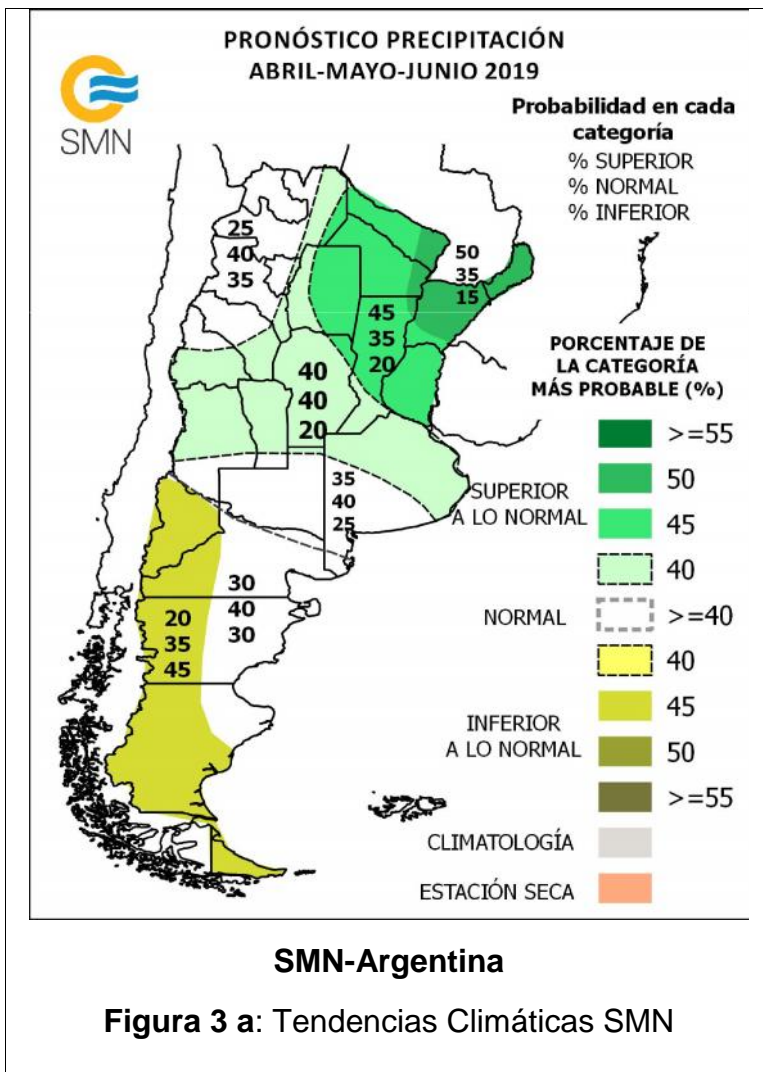 PRONÓSTICO PRECIPITACIÓN
ABRIL-MAYO-JUNIO 2019
SMN
Probabilidad en cada
categoría
% SUPERIOR
% NORMAL
% INFERIOR
25
40
35
50
35
15
45
35
20
40
40
20
35
40
25
30
40
30
20
35
45
PORCENTAJE DE
LA CATEGORÍA
MÁS PROBABLE (%)
>=55
50
SUPERIOR
A LO NORMAL
45
40
NORMAL
>=40
40
45
INFERIOR
A LO NORMAL
50
>=55
CLIMATOLOGÍA
ESTACIÓN SECA
SMN-Argentina
Figura 3 a: Tendencias Climáticas SMN